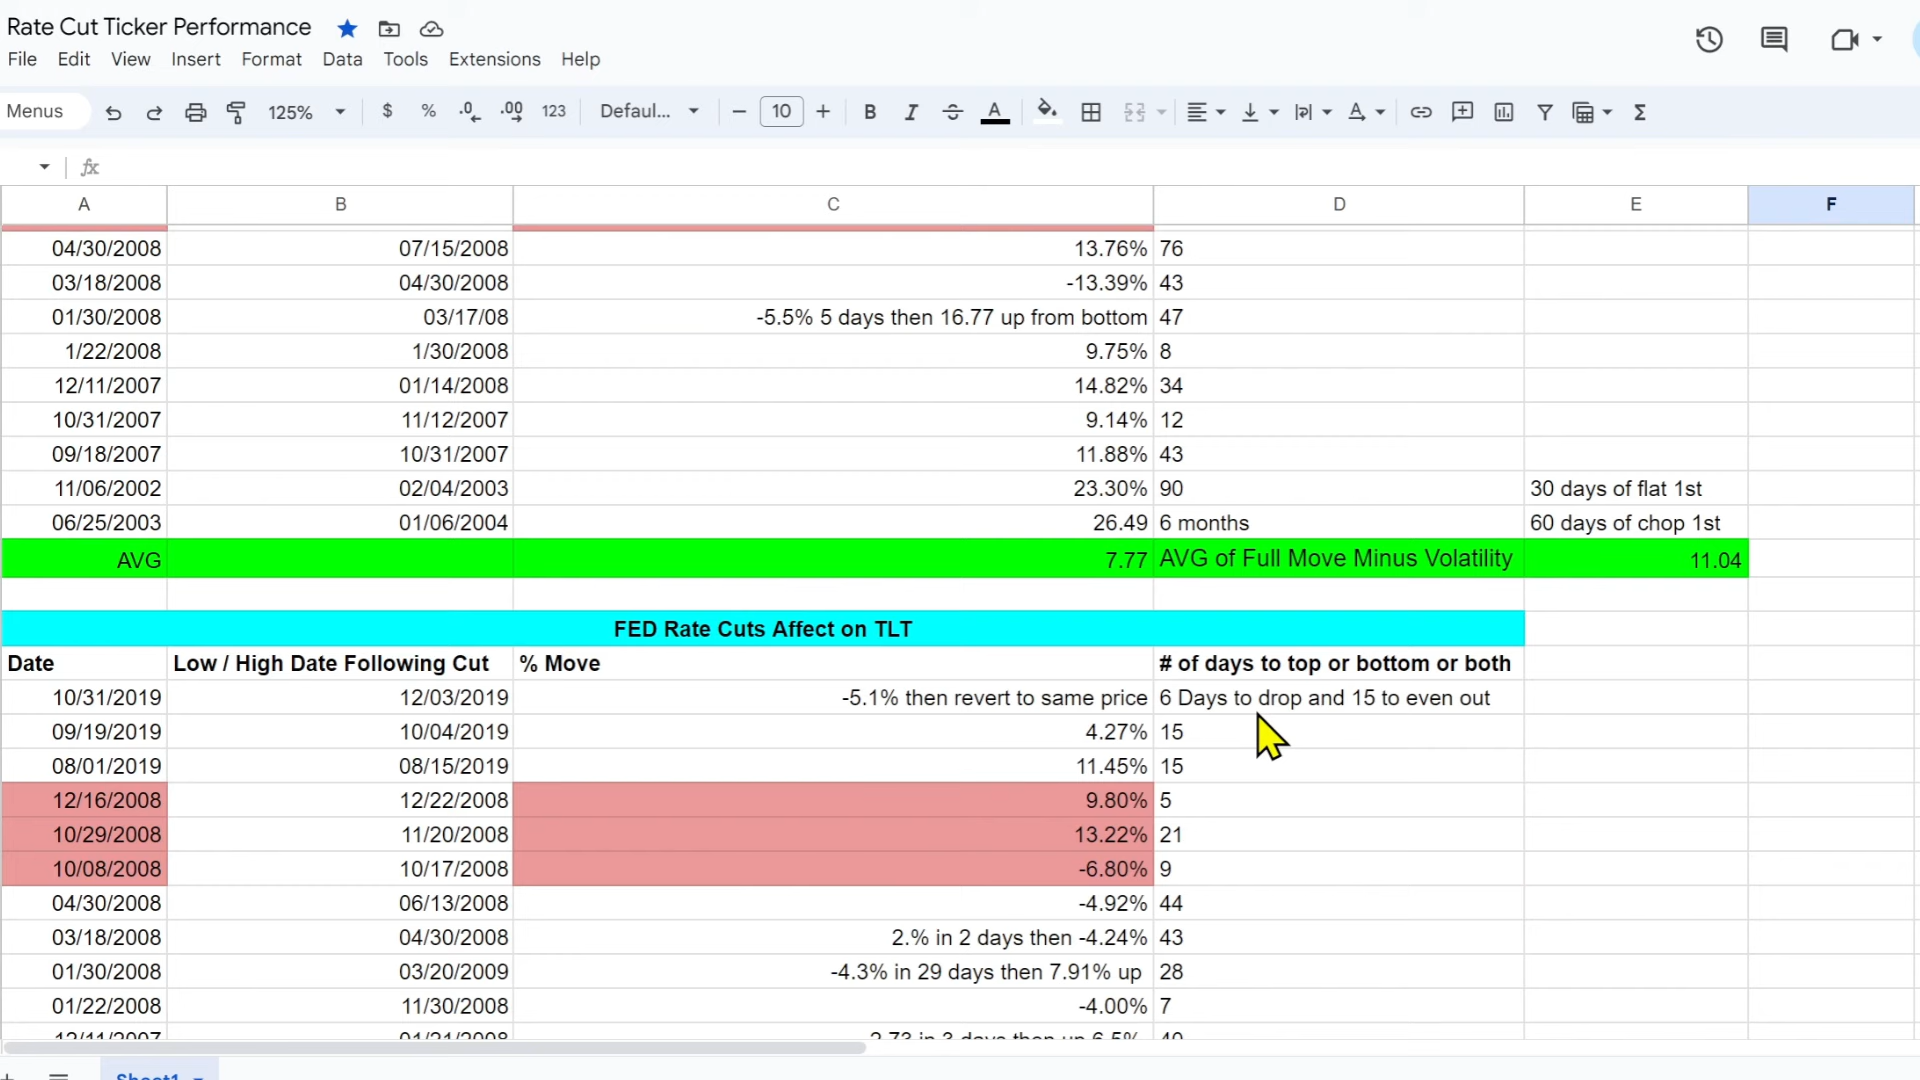 Rate Cut Ticker Performance
File Edit View Insert Format Data Tools Extensions Help
Menus 125% $ % .0 .00 123 Defaul... 10 B I A
fx
A B C D E F
04/30/2008 07/15/2008 13.76% 76
03/18/2008 04/30/2008 -13.39% 43
01/30/2008 03/17/08 -5.5% 5 days then 16.77 up from bottom 47
1/22/2008 1/30/2008 9.75% 8
12/11/2007 01/14/2008 14.82% 34
10/31/2007 11/12/2007 9.14% 12
09/18/2007 10/31/2007 11.88% 43
11/06/2002 02/04/2003 23.30% 90 30 days of flat 1st
06/25/2003 01/06/2004 26.49 6 months 60 days of chop 1st
AVG 7.77 AVG of Full Move Minus Volatility 11.04
FED Rate Cuts Affect on TLT
Date Low / High Date Following Cut % Move # of days to top or bottom or both
10/31/2019 12/03/2019 -5.1% then revert to same price 6 Days to drop and 15 to even out
09/19/2019 10/04/2019 4.27% 15
08/01/2019 08/15/2019 11.45% 15
12/16/2008 12/22/2008 9.80% 5
10/29/2008 11/20/2008 13.22% 21
10/08/2008 10/17/2008 -6.80% 9
04/30/2008 06/13/2008 -4.92% 44
03/18/2008 04/30/2008 2.% in 2 days then -4.24% 43
01/30/2008 03/20/2009 -4.3% in 29 days then 7.91% up 28
01/22/2008 11/30/2008 -4.00% 7
Sheet1